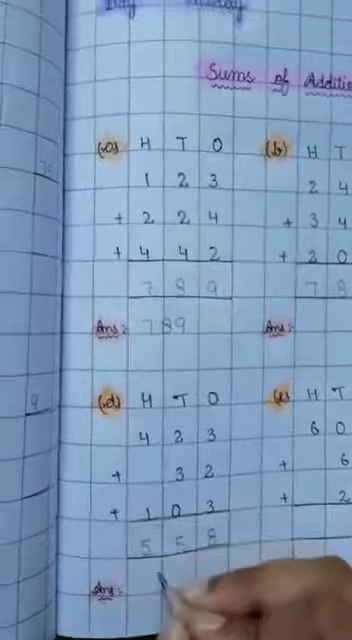 Sums of Additio
(a) H T O
1 2 3
+ 2 2 4
+ 4 4 2
7 8 9
Ans: 789
(b) H T
2 4
+ 3 4
+ 2 0
7 8
Ans:
(d) H T O
4 2 3
+ 3 2
+ 1 0 3
5 5 8
Ans:
(e) H T
6 0
+ 6
+ 2
9